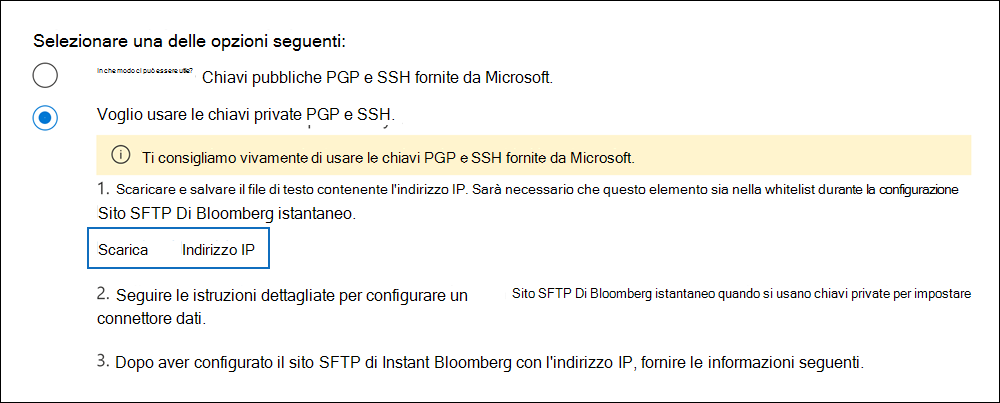 Selezionare una delle opzioni seguenti:
In che modo ci può essere utile? Chiavi pubbliche PGP e SSH fornite da Microsoft.
Voglio usare le chiavi private PGP e SSH.
Ti consigliamo vivamente di usare le chiavi PGP e SSH fornite da Microsoft.
1. Scaricare e salvare il file di testo contenente l'indirizzo IP. Sarà necessario che questo elemento sia nella whitelist durante la configurazione
Sito SFTP Di Bloomberg istantaneo.
Scarica Indirizzo IP
2. Seguire le istruzioni dettagliate per configurare un Sito SFTP Di Bloomberg istantaneo quando si usano chiavi private per impostare
connettore dati.
3. Dopo aver configurato il sito SFTP di Instant Bloomberg con l'indirizzo IP, fornire le informazioni seguenti.